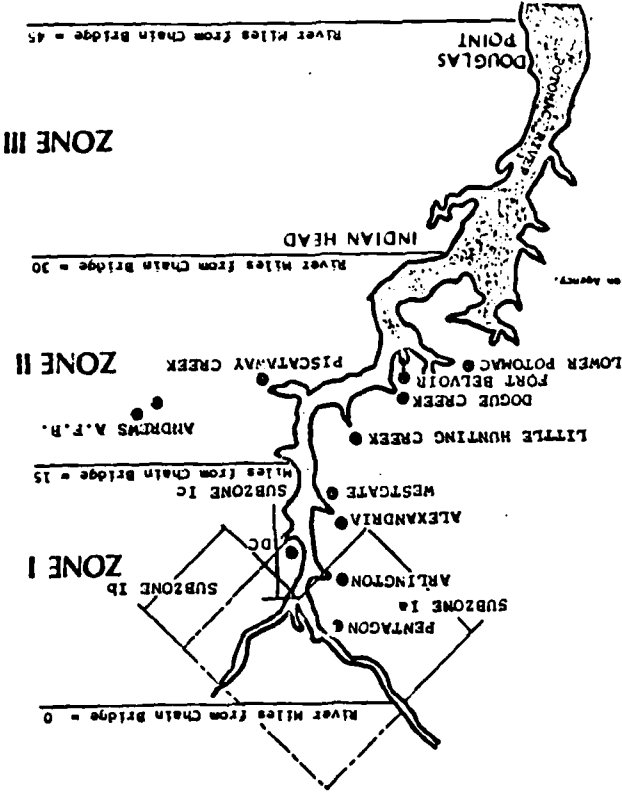 River Miles from Chain Bridge = 0
PENTAGON
SUBZONE Ia
ARLINGTON
SUBZONE Ib
ZONE I
DC
ALEXANDRIA
WESTGATE
SUBZONE Ic
Miles from Chain Bridge = 15
LITTLE HUNTING CREEK
ANDREWS A.F.B.
DOGUE CREEK
FORT BELVOIR
LOWER POTOMAC
PISCATAWAY CREEK
ZONE II
on Agency.
River Miles from Chain Bridge = 30
INDIAN HEAD
ZONE III
POTOMAC RIVER
DOUGLAS
POINT
River Miles from Chain Bridge = 45